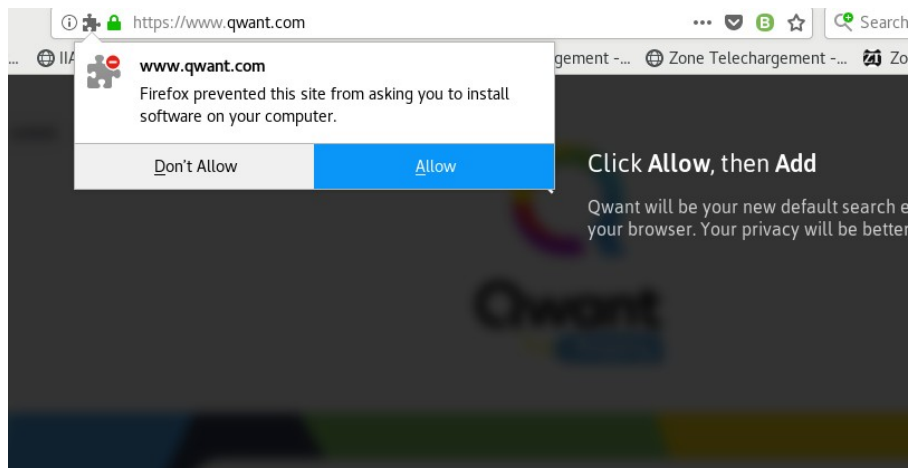 https://www.qwant.com
Search
... IIA
gement -...
Zone Telechargement -...
Zo
www.qwant.com
Firefox prevented this site from asking you to install
software on your computer.
Don't Allow
Allow
Click Allow, then Add
Qwant will be your new default search e
your browser. Your privacy will be better
Qwant